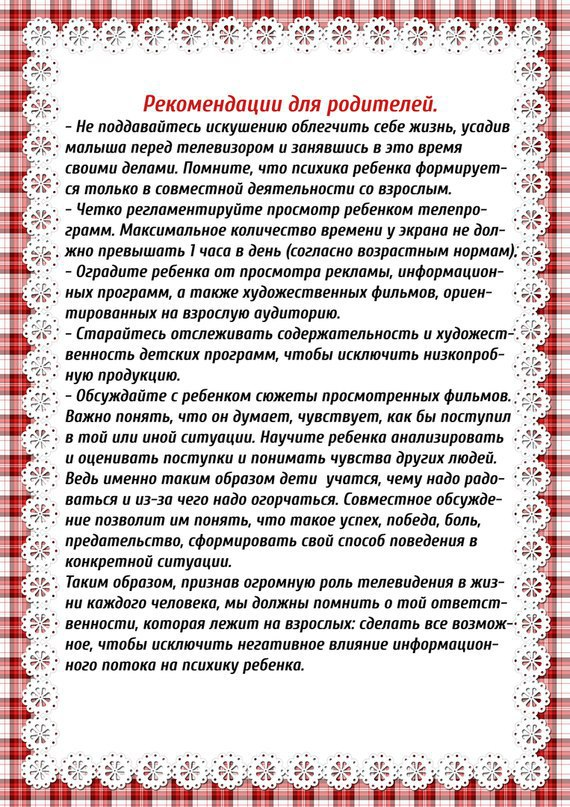 Рекомендации для родителей.
- Не поддавайтесь искушению облегчить себе жизнь, усадив
малыша перед телевизором и занявшись в это время
своими делами. Помните, что психика ребенка формирует-
ся только в совместной деятельности со взрослым.
- Четко регламентируйте просмотр ребенком телепро-
грамм. Максимальное количество времени у экрана не дол-
жно превышать 1 часа в день (согласно возрастным нормам).
- Оградите ребенка от просмотра рекламы, информацион-
ных программ, а также художественных фильмов, ориен-
тированных на взрослую аудиторию.
- Старайтесь отслеживать содержательность и художест-
венность детских программ, чтобы исключить низкопроб-
ную продукцию.
- Обсуждайте с ребенком сюжеты просмотренных фильмов.
Важно понять, что он думает, чувствует, как бы поступил
в той или иной ситуации. Научите ребенка анализировать
и оценивать поступки и понимать чувства других людей.
Ведь именно таким образом дети  учатся, чему надо радо-
ваться и из-за чего надо огорчаться. Совместное обсужде-
ние позволит им понять, что такое успех, победа, боль,
предательство, сформировать свой способ поведения в
конкретной ситуации.
Таким образом, признав огромную роль телевидения в жиз-
ни каждого человека, мы должны помнить о той ответст-
венности, которая лежит на взрослых: сделать все возмож-
ное, чтобы исключить негативное влияние информацион-
ного потока на психику ребенка.